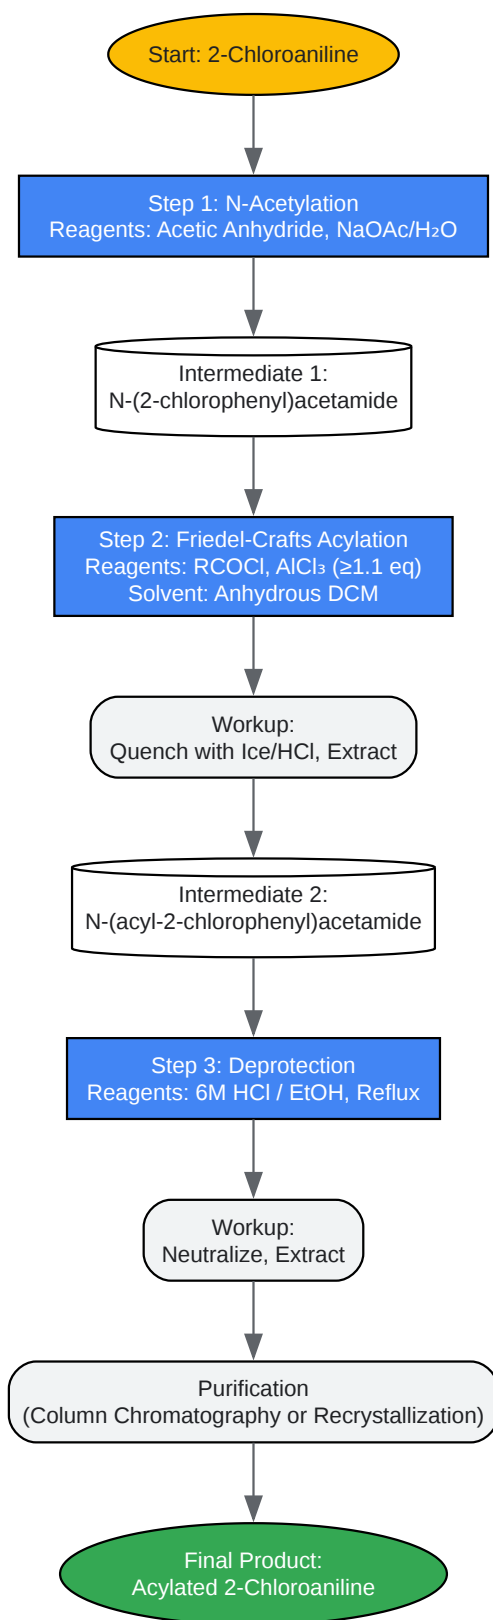 Start: 2-Chloroaniline
Step 1: N-Acetylation
Reagents: Acetic Anhydride, NaOAc/H₂O
Intermediate 1:
N-(2-chlorophenyl)acetamide
Step 2: Friedel-Crafts Acylation
Reagents: RCOCl, AlCl₃ (≥1.1 eq)
Solvent: Anhydrous DCM
Workup:
Quench with Ice/HCl, Extract
Intermediate 2:
N-(acyl-2-chlorophenyl)acetamide
Step 3: Deprotection
Reagents: 6M HCl / EtOH, Reflux
Workup:
Neutralize, Extract
Purification
(Column Chromatography or Recrystallization)
Final Product:
Acylated 2-Chloroaniline